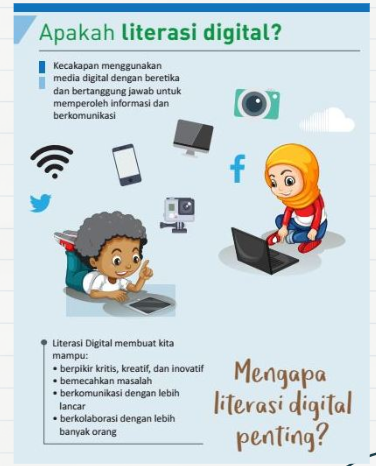 Apakah literasi digital?
Kecakapan menggunakan
media digital dengan beretika
dan bertanggung jawab untuk
memperoleh informasi dan
berkomunikasi
Literasi Digital membuat kita
mampu:
• berpikir kritis, kreatif, dan inovatif
• bemecahkan masalah
• berkomunikasi dengan lebih
lancar
• berkolaborasi dengan lebih
banyak orang
Mengapa
literasi digital
penting?